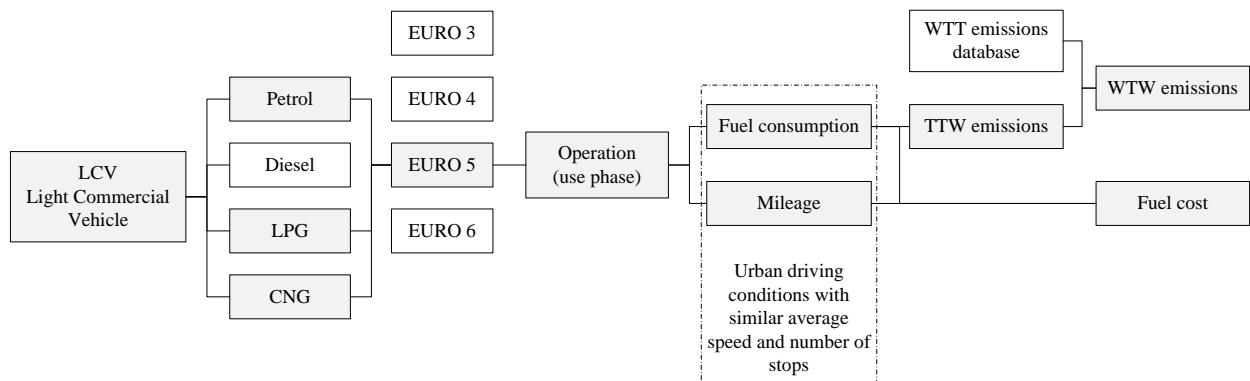 LCV
Light Commercial
Vehicle
Petrol
Diesel
LPG
CNG
EURO 3
EURO 4
EURO 5
EURO 6
Operation
(use phase)
Fuel consumption
Mileage
Urban driving
conditions with
similar average
speed and number of
stops
WTT emissions
database
TTW emissions
WTW emissions
Fuel cost